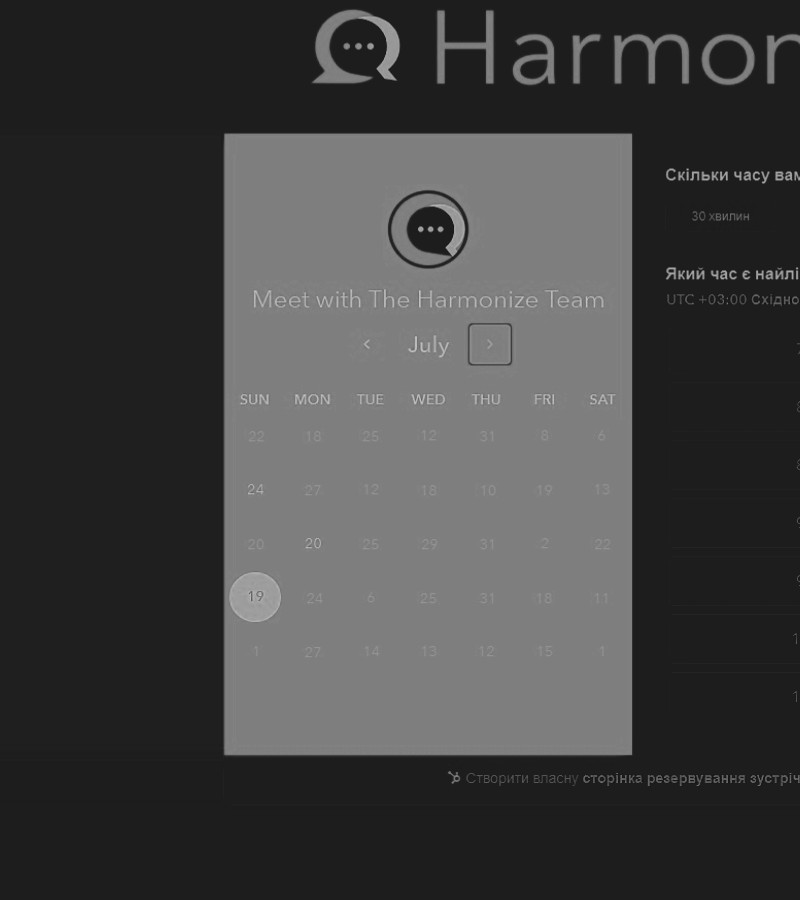 Harmon
Скільки часу вам
30 хвилин
Який час є найлі
UTC +03:00 Східно
Meet with The Harmonize Team
July
SUN MON TUE WED THU FRI SAT
22 18 25 12 31 8 6
24 27 12 18 10 19 13
20 20 25 29 31 2 22
19 24 6 25 31 18 11
1 27 14 13 12 15 1
Створити власну сторінка резервування зустріч